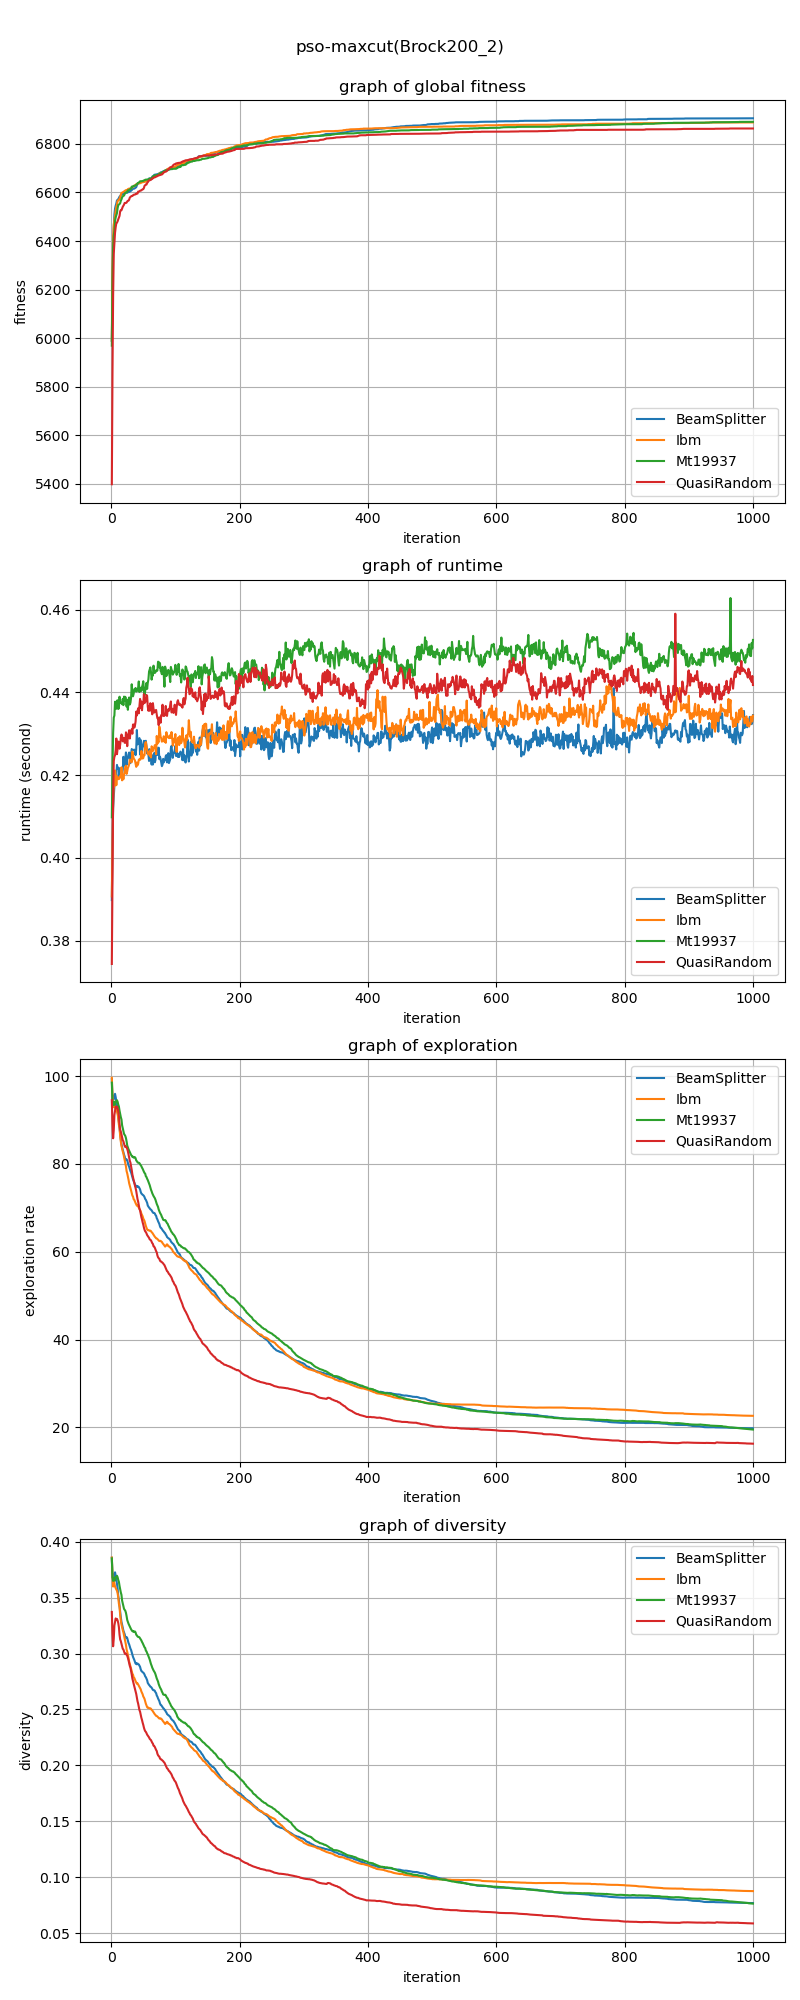 pso-maxcut(Brock200_2)
graph of global fitness
6800
6600
6400
6200
6000
5800
5600
5400
fitness
BeamSplitter
Ibm
Mt19937
QuasiRandom
0 200 400 600 800 1000
iteration
graph of runtime
0.46
0.44
0.42
0.40
0.38
runtime (second)
BeamSplitter
Ibm
Mt19937
QuasiRandom
0 200 400 600 800 1000
iteration
graph of exploration
100
80
60
40
20
exploration rate
BeamSplitter
Ibm
Mt19937
QuasiRandom
0 200 400 600 800 1000
iteration
graph of diversity
0.40
0.35
0.30
0.25
0.20
0.15
0.10
0.05
diversity
BeamSplitter
Ibm
Mt19937
QuasiRandom
0 200 400 600 800 1000
iteration